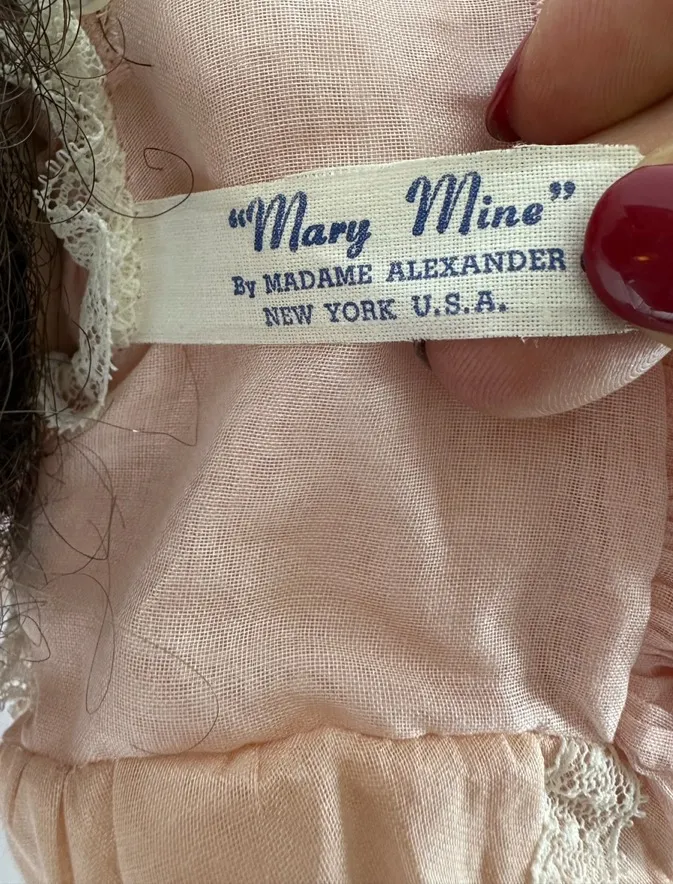 "Mary Mine"
By MADAME ALEXANDER
NEW YORK U.S.A.